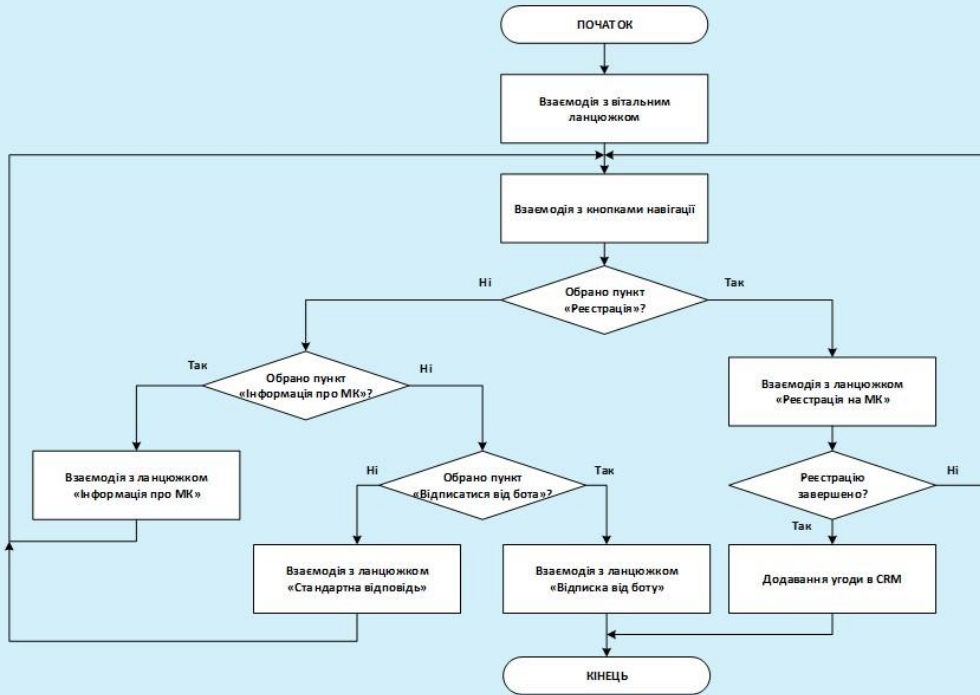 ПОЧАТОК
Взаємодія з вітальним
ланцюжком
Взаємодія з кнопками навігації
Ні
Обрано пункт
«Реєстрація»?
Так
Так
Обрано пункт
«Інформація про МК»?
Ні
Взаємодія з ланцюжком
«Реєстрація на МК»
Взаємодія з ланцюжком
«Інформація про МК»
Ні
Обрано пункт
«Відписатися від бота»?
Так
Реєстрацію
завершено?
Ні
Так
Взаємодія з ланцюжком
«Стандартна відповідь»
Взаємодія з ланцюжком
«Відписка від боту»
Додавання угоди в CRM
КІНЕЦЬ